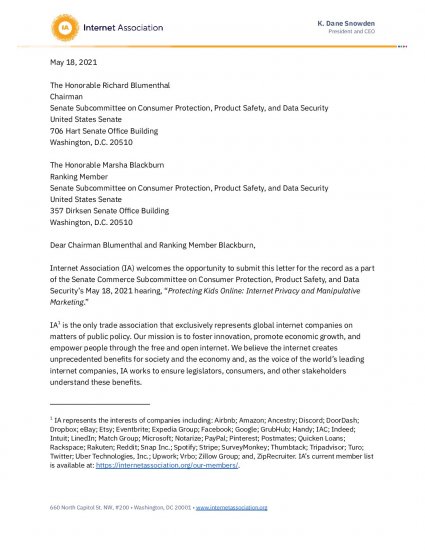 IA
Internet Association
K. Dane Snowden
President and CEO
May 18, 2021
The Honorable Richard Blumenthal
Chairman
Senate Subcommittee on Consumer Protection, Product Safety, and Data Security
United States Senate
706 Hart Senate Office Building
Washington, D.C. 20510
The Honorable Marsha Blackburn
Ranking Member
Senate Subcommittee on Consumer Protection, Product Safety, and Data Security
United States Senate
357 Dirksen Senate Office Building
Washington, D.C. 20510
Dear Chairman Blumenthal and Ranking Member Blackburn,
Internet Association (IA) welcomes the opportunity to submit this letter for the record as a part
of the Senate Commerce Subcommittee on Consumer Protection, Product Safety, and Data
Security’s May 18, 2021 hearing, “Protecting Kids Online: Internet Privacy and Manipulative
Marketing.”
IA¹ is the only trade association that exclusively represents global internet companies on
matters of public policy. Our mission is to foster innovation, promote economic growth, and
empower people through the free and open internet. We believe the internet creates
unprecedented benefits for society and the economy and, as the voice of the world’s leading
internet companies, IA works to ensure legislators, consumers, and other stakeholders
understand these benefits.
¹ IA represents the interests of companies including: Airbnb; Amazon; Ancestry; Discord; DoorDash;
Dropbox; eBay; Etsy; Eventbrite; Expedia Group; Facebook; Google; GrubHub; Handy; IAC; Indeed;
Intuit; LinkedIn; Match Group; Microsoft; Notarize; PayPal; Pinterest; Postmates; Quicken Loans;
Rackspace; Rakuten; Reddit; Snap Inc.; Spotify; Stripe; SurveyMonkey; Thumbtack; Tripadvisor; Turo;
Twitter; Uber Technologies, Inc.; Upwork; Vrbo; Zillow Group; and, ZipRecruiter. IA’s current member list
is available at: https://internetassociation.org/our-members/.
660 North Capitol St. NW, #200 • Washington, DC 20001 • www.internetassociation.org